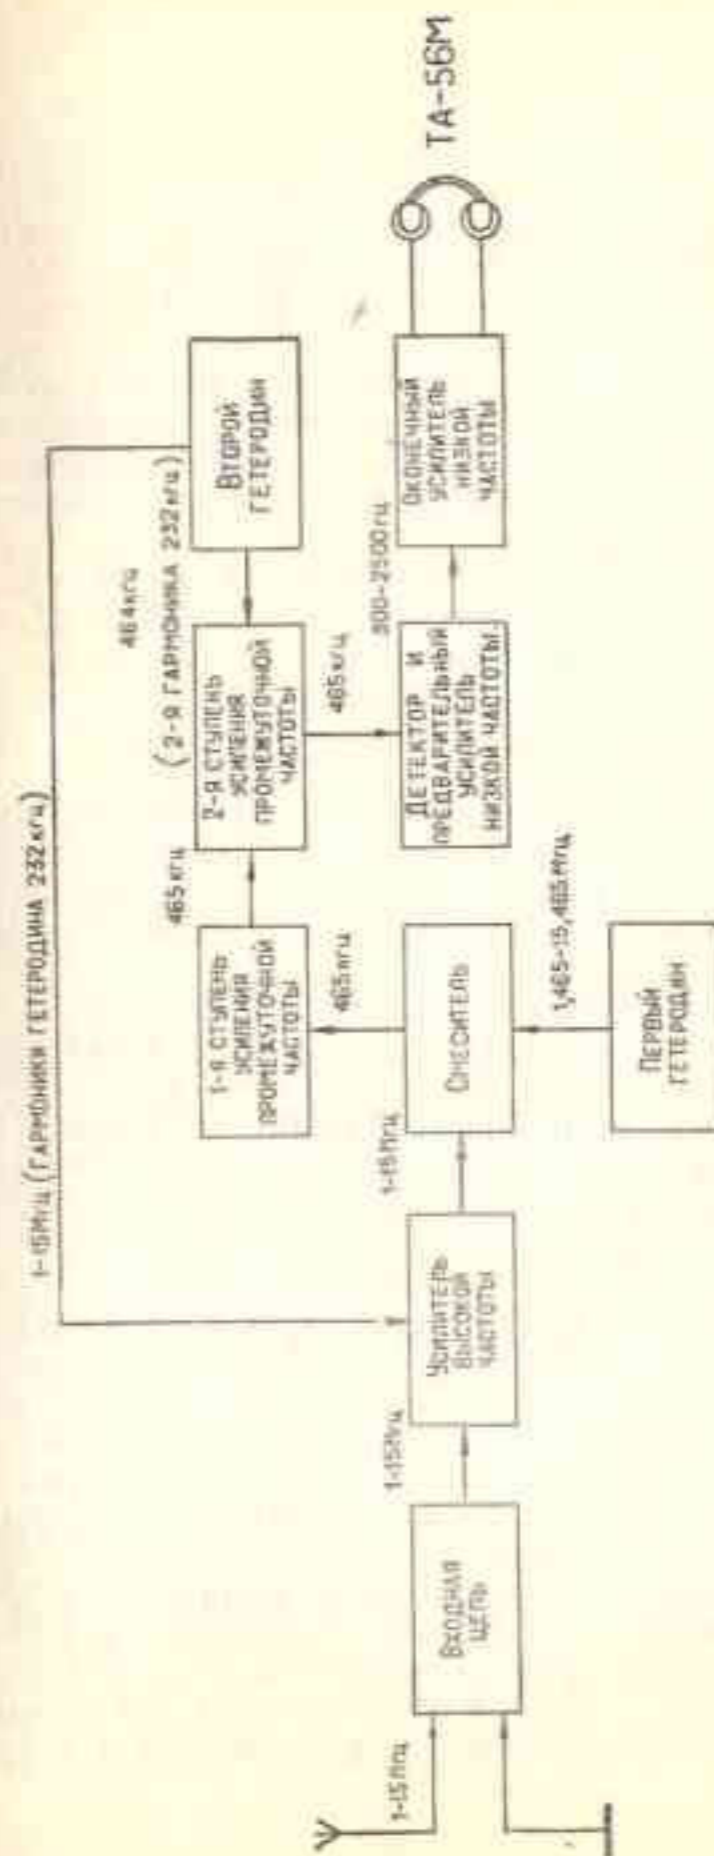 1-15 Мгц (ГАРМОНИКИ ГЕТЕРОДИНА 232 кгц)
464 кгц
(2-Я ГАРМОНИКА 232 кгц)
ВТОРОЙ
ГЕТЕРОДИН
465 кгц
1-Я СТУПЕНЬ
УСИЛЕНИЯ
ПРОМЕЖУТОЧНОЙ
ЧАСТОТЫ
2-Я СТУПЕНЬ
УСИЛЕНИЯ
ПРОМЕЖУТОЧНОЙ
ЧАСТОТЫ
465 кгц
465 кгц
300-2500 гц
1-15 Мгц
1-15 Мгц
1-15 Мгц
ВХОДНАЯ
ЦЕПЬ
УСИЛИТЕЛЬ
ВЫСОКОЙ
ЧАСТОТЫ
СМЕСИТЕЛЬ
ДЕТЕКТОР И
ПРЕДВАРИТЕЛЬНЫЙ
УСИЛИТЕЛЬ
НИЗКОЙ ЧАСТОТЫ.
ОКОНЕЧНЫЙ
УСИЛИТЕЛЬ
НИЗКОЙ
ЧАСТОТЫ
ТА-56М
1,465-15,465 Мгц
ПЕРВЫЙ
ГЕТЕРОДИН